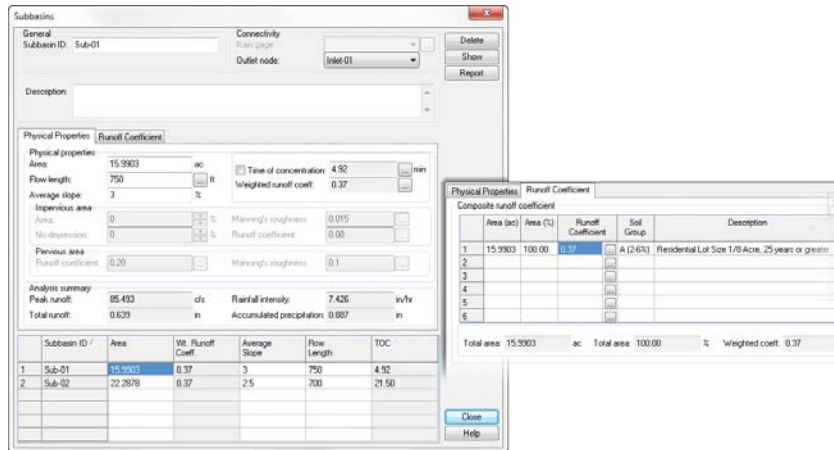 Subbasins
General
Subbasin ID: Sub-01
Connectivity
Rain gage:
Outlet node: Inlet-01
Delete
Show
Report
Description:
Physical Properties Runoff Coefficient
Physical properties
Area: 15.9903 ac
Flow length: 750 ... ft
Average slope: 3 %
Time of concentration: 4.92 ... min
Weighted runoff coeff: 0.37 ...
Impervious area
Area: 0 % Manning's roughness: 0.015 ...
No depression: 0 % Runoff coefficient: 0.08 ...
Pervious area
Runoff coefficient: 0.20 ... Manning's roughness: 0.1 ...
Analysis summary
Peak runoff: 85.493 cfs Rainfall intensity: 7.426 in/hr
Total runoff: 0.639 in Accumulated precipitation: 0.887 in
Subbasin ID Area Wt. Runoff Coeff. Average Slope Flow Length TOC
1 Sub-01 15.9903 0.37 3 750 4.92
2 Sub-02 22.2878 0.37 2.5 700 21.50
Close
Help
Physical Properties Runoff Coefficient
Composite runoff coefficient
Area (ac) Area (%) Runoff Coefficient Soil Group Description
1 15.9903 100.00 0.37 ... A (2-6%) Residential Lot Size 1/8 Acre, 25 years or greater
2 ...
3 ...
4 ...
5 ...
6 ...
Total area: 15.9903 ac Total area: 100.00 % Weighted coeff: 0.37